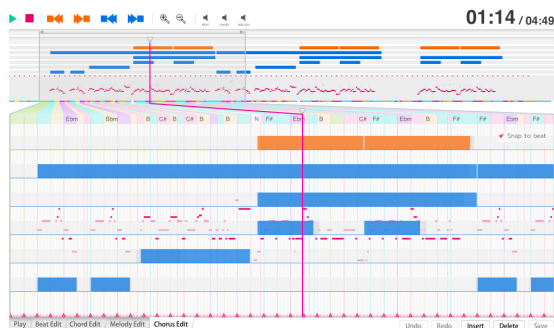 01:14 / 04:49
Ebm Bbm B C# B C# B B N F# Ebm B C# F# Ebm B F# F# Ebm F#
Snap to beat
Play Beat Edit Chord Edit Melody Edit Chorus Edit Undo Redo Insert Delete Save